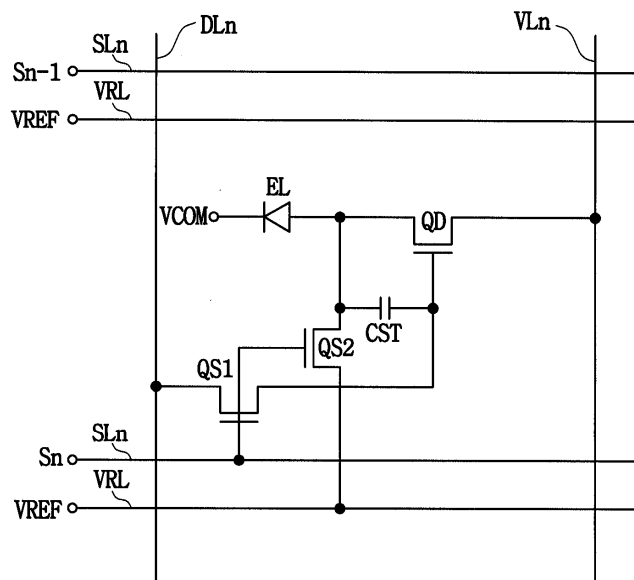 DLn
VLn
SLn
Sn-1
VRL
VREF
EL
VCOM
QD
CST
QS2
QS1
SLn
Sn
VRL
VREF